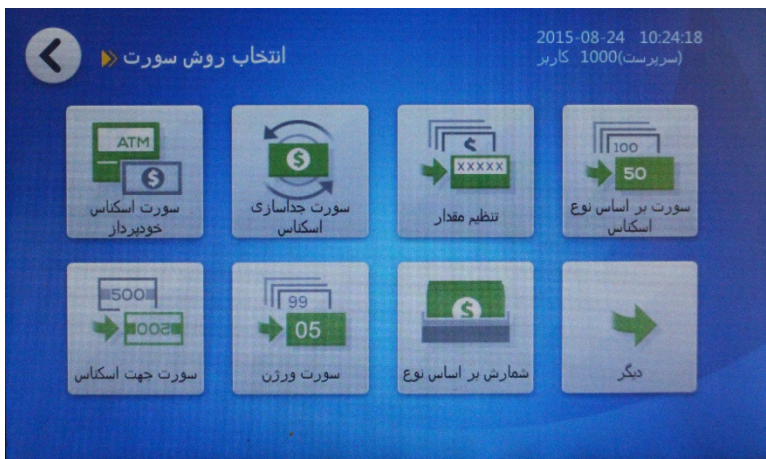 انتخاب روش سورت
2015-08-24 10:24:18
کاربر 1000(سرپرست)
100
50
سورت بر اساس نوع
اسکناس
$
XXXXX
تنظیم مقدار
$
سورت جداسازی
اسکناس
ATM
$
سورت اسکناس
خودپرداز
دیگر
$
شمارش بر اساس نوع
99
05
سورت ورژن
500
500
سورت جهت اسکناس